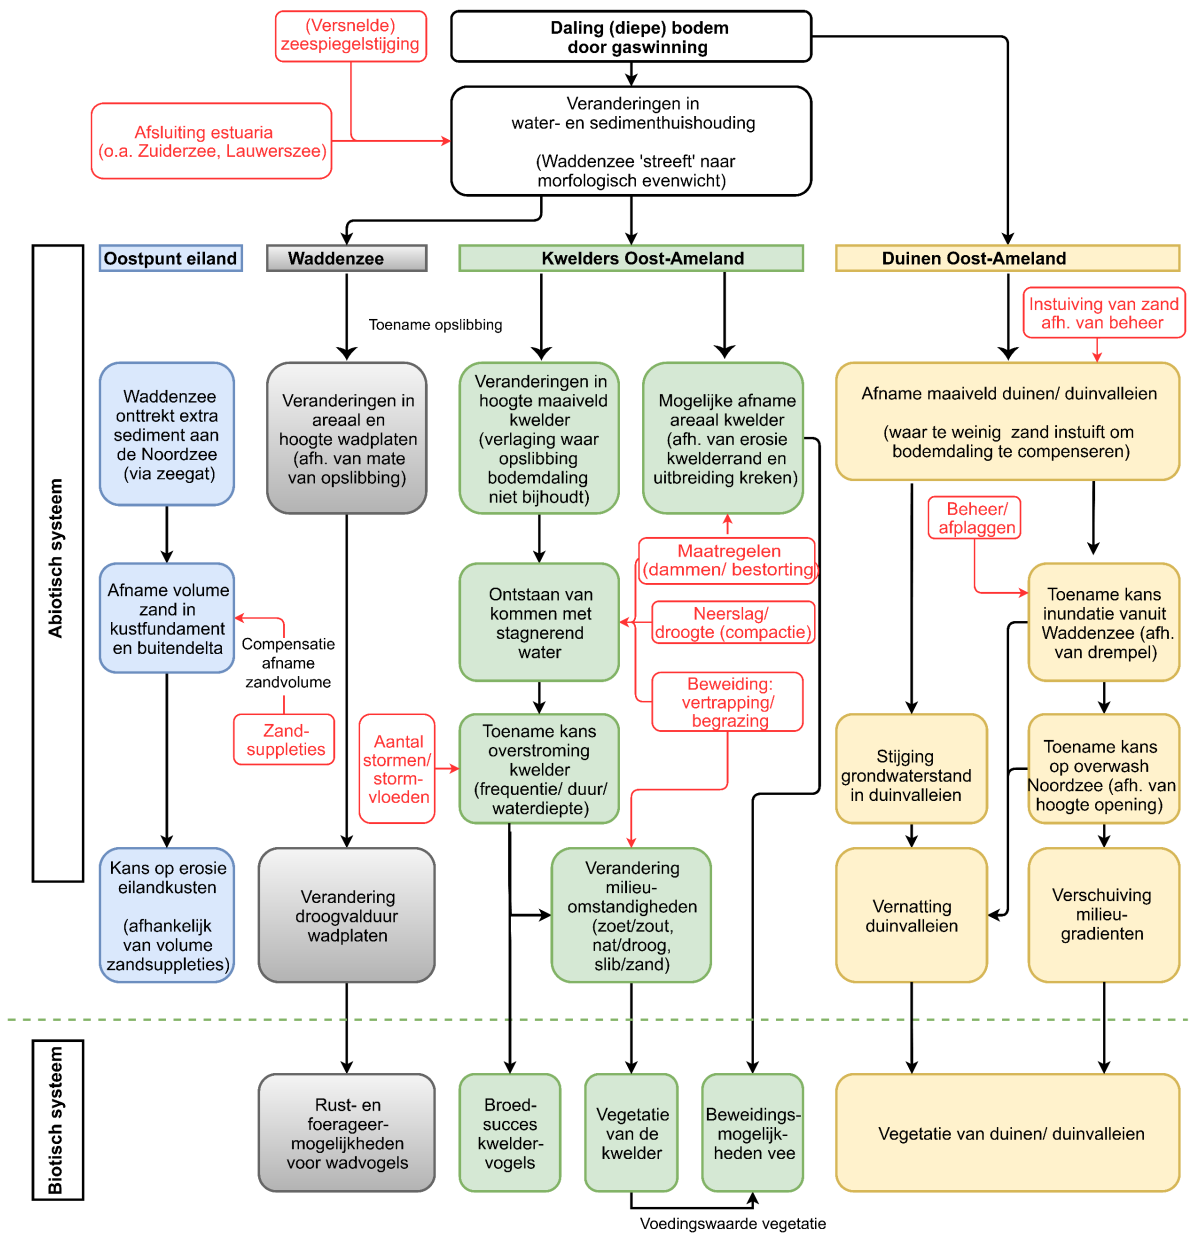 (Versnelde)
zeespiegelstijging
Daling (diepe) bodem
door gaswinning
Veranderingen in
water- en sedimenthuishouding
(Waddenzee 'streeft' naar
morfologisch evenwicht)
Afsluiting estuaria
(o.a. Zuiderzee, Lauwerszee)
Abiotisch systeem
Oostpunt eiland
Waddenzee
Kwelders Oost-Ameland
Duinen Oost-Ameland
Toename opslibbing
Instuiving van zand
afh. van beheer
Waddenzee
onttrekt extra
sediment aan
de Noordzee
(via zeegat)
Veranderingen in
areaal en
hoogte wadplaten
(afh. van mate
van opslibbing)
Veranderingen in
hoogte maaiveld
kwelder
(verlaging waar
opslibbing
bodemdaling
niet bijhoudt)
Mogelijke afname
areaal kwelder
(afh. van erosie
kwelderrand en
uitbreiding kreken)
Afname maaiveld duinen/ duinvalleien
(waar te weinig zand instuift om
bodemdaling te compenseren)
Beheer/
afplaggen
Maatregelen
(dammen/ bestorting)
Afname volume
zand in
kustfundament
en buitendelta
Compensatie
afname
zandvolume
Zand-
suppleties
Ontstaan van
kommen met
stagnerend
water
Neerslag/
droogte (compactie)
Beweiding:
vertrapping/
begrazing
Toename kans
inundatie vanuit
Waddenzee (afh.
van drempel)
Aantal
stormen/
storm-
vloeden
Toename kans
overstroming
kwelder
(frequentie/ duur/
waterdiepte)
Stijging
grondwaterstand
in duinvalleien
Toename kans
op overwash
Noordzee (afh. van
hoogte opening)
Kans op erosie
eilandkusten
(afhankelijk
van volume
zandsuppleties)
Verandering
droogvalduur
wadplaten
Verandering
milieu-
omstandigheden
(zoet/zout,
nat/droog,
slib/zand)
Vernatting
duinvalleien
Verschuiving
milieu-
gradienten
Biotisch systeem
Rust- en
foerageer-
mogelijkheden
voor wadvogels
Broed-
succes
kwelder-
vogels
Vegetatie
van de
kwelder
Beweidings-
mogelijk-
heden vee
Vegetatie van duinen/ duinvalleien
Voedingswaarde vegetatie